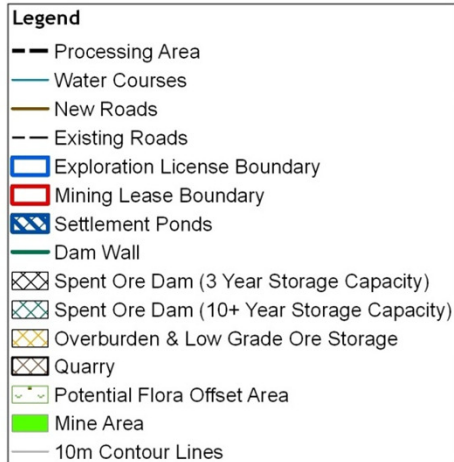 Legend
Processing Area
Water Courses
New Roads
Existing Roads
Exploration License Boundary
Mining Lease Boundary
Settlement Ponds
Dam Wall
Spent Ore Dam (3 Year Storage Capacity)
Spent Ore Dam (10+ Year Storage Capacity)
Overburden & Low Grade Ore Storage
Quarry
Potential Flora Offset Area
Mine Area
10m Contour Lines